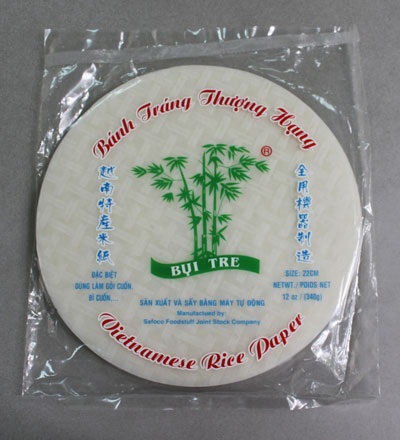 Bánh Tráng Thượng Hạng
®
越南特產米紙
全用機器制造
BỤI TRE
ĐẶC BIỆT
DÙNG LÀM GỎI CUỐN
BÌ CUỐN...
SIZE: 22CM
NETWT. / POIDS NET
12 oz / (340g)
SẢN XUẤT VÀ SẤY BẰNG MÁY TỰ ĐỘNG
Manufactured by
Safoco Foodstuff Joint Stock Company
Vietnamese Rice Paper